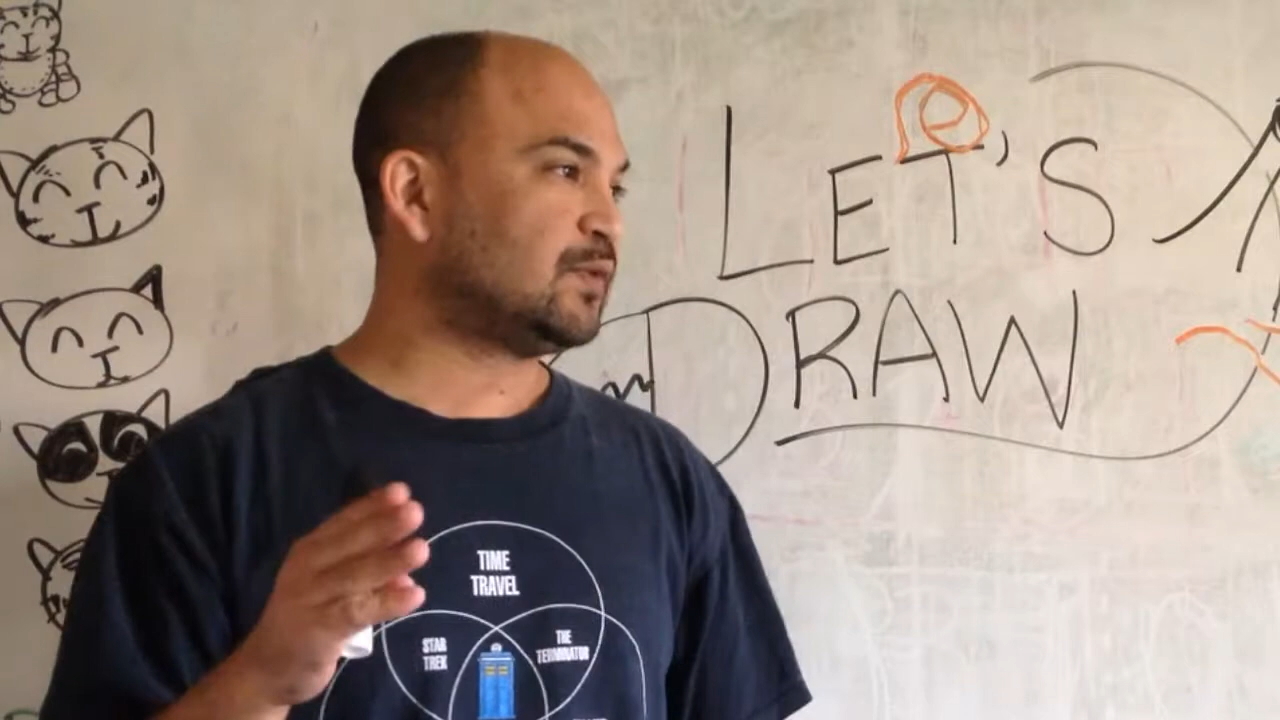 LET'S
DRAW
TIME
TRAVEL
STAR
TREK
THE
TERMINATOR